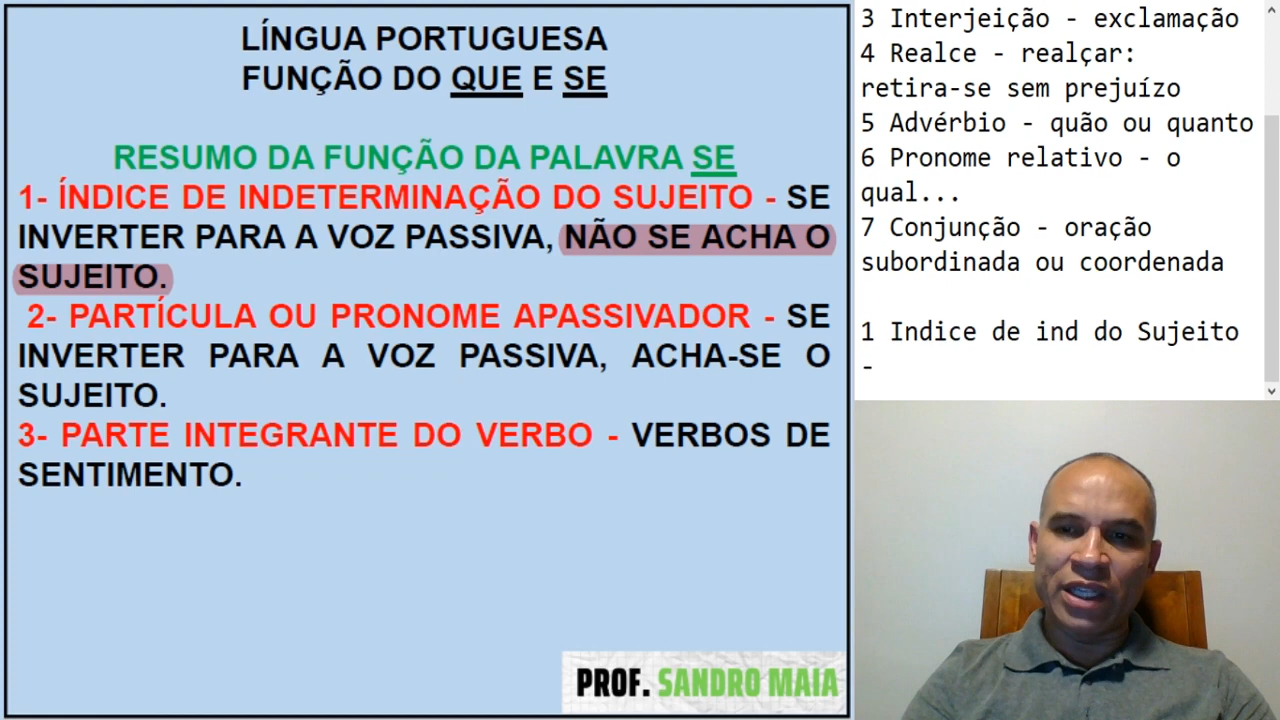 LÍNGUA PORTUGUESA
FUNÇÃO DO QUE E SE
RESUMO DA FUNÇÃO DA PALAVRA SE
1- ÍNDICE DE INDETERMINAÇÃO DO SUJEITO - SE
INVERTER PARA A VOZ PASSIVA, NÃO SE ACHA O
SUJEITO.
2- PARTÍCULA OU PRONOME APASSIVADOR - SE
INVERTER PARA A VOZ PASSIVA, ACHA-SE O
SUJEITO.
3- PARTE INTEGRANTE DO VERBO - VERBOS DE
SENTIMENTO.
PROF. SANDRO MAIA
3 Interjeição - exclamação
4 Realce - realçar:
retira-se sem prejuízo
5 Advérbio - quão ou quanto
6 Pronome relativo - o
qual...
7 Conjunção - oração
subordinada ou coordenada
1 Indice de ind do Sujeito
-